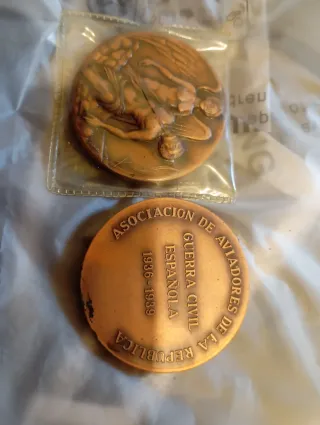 ASOCIACION DE AVIADORES DE LA REPUBLICA
GUERRA CIVIL
ESPAÑOLA
1936-1939